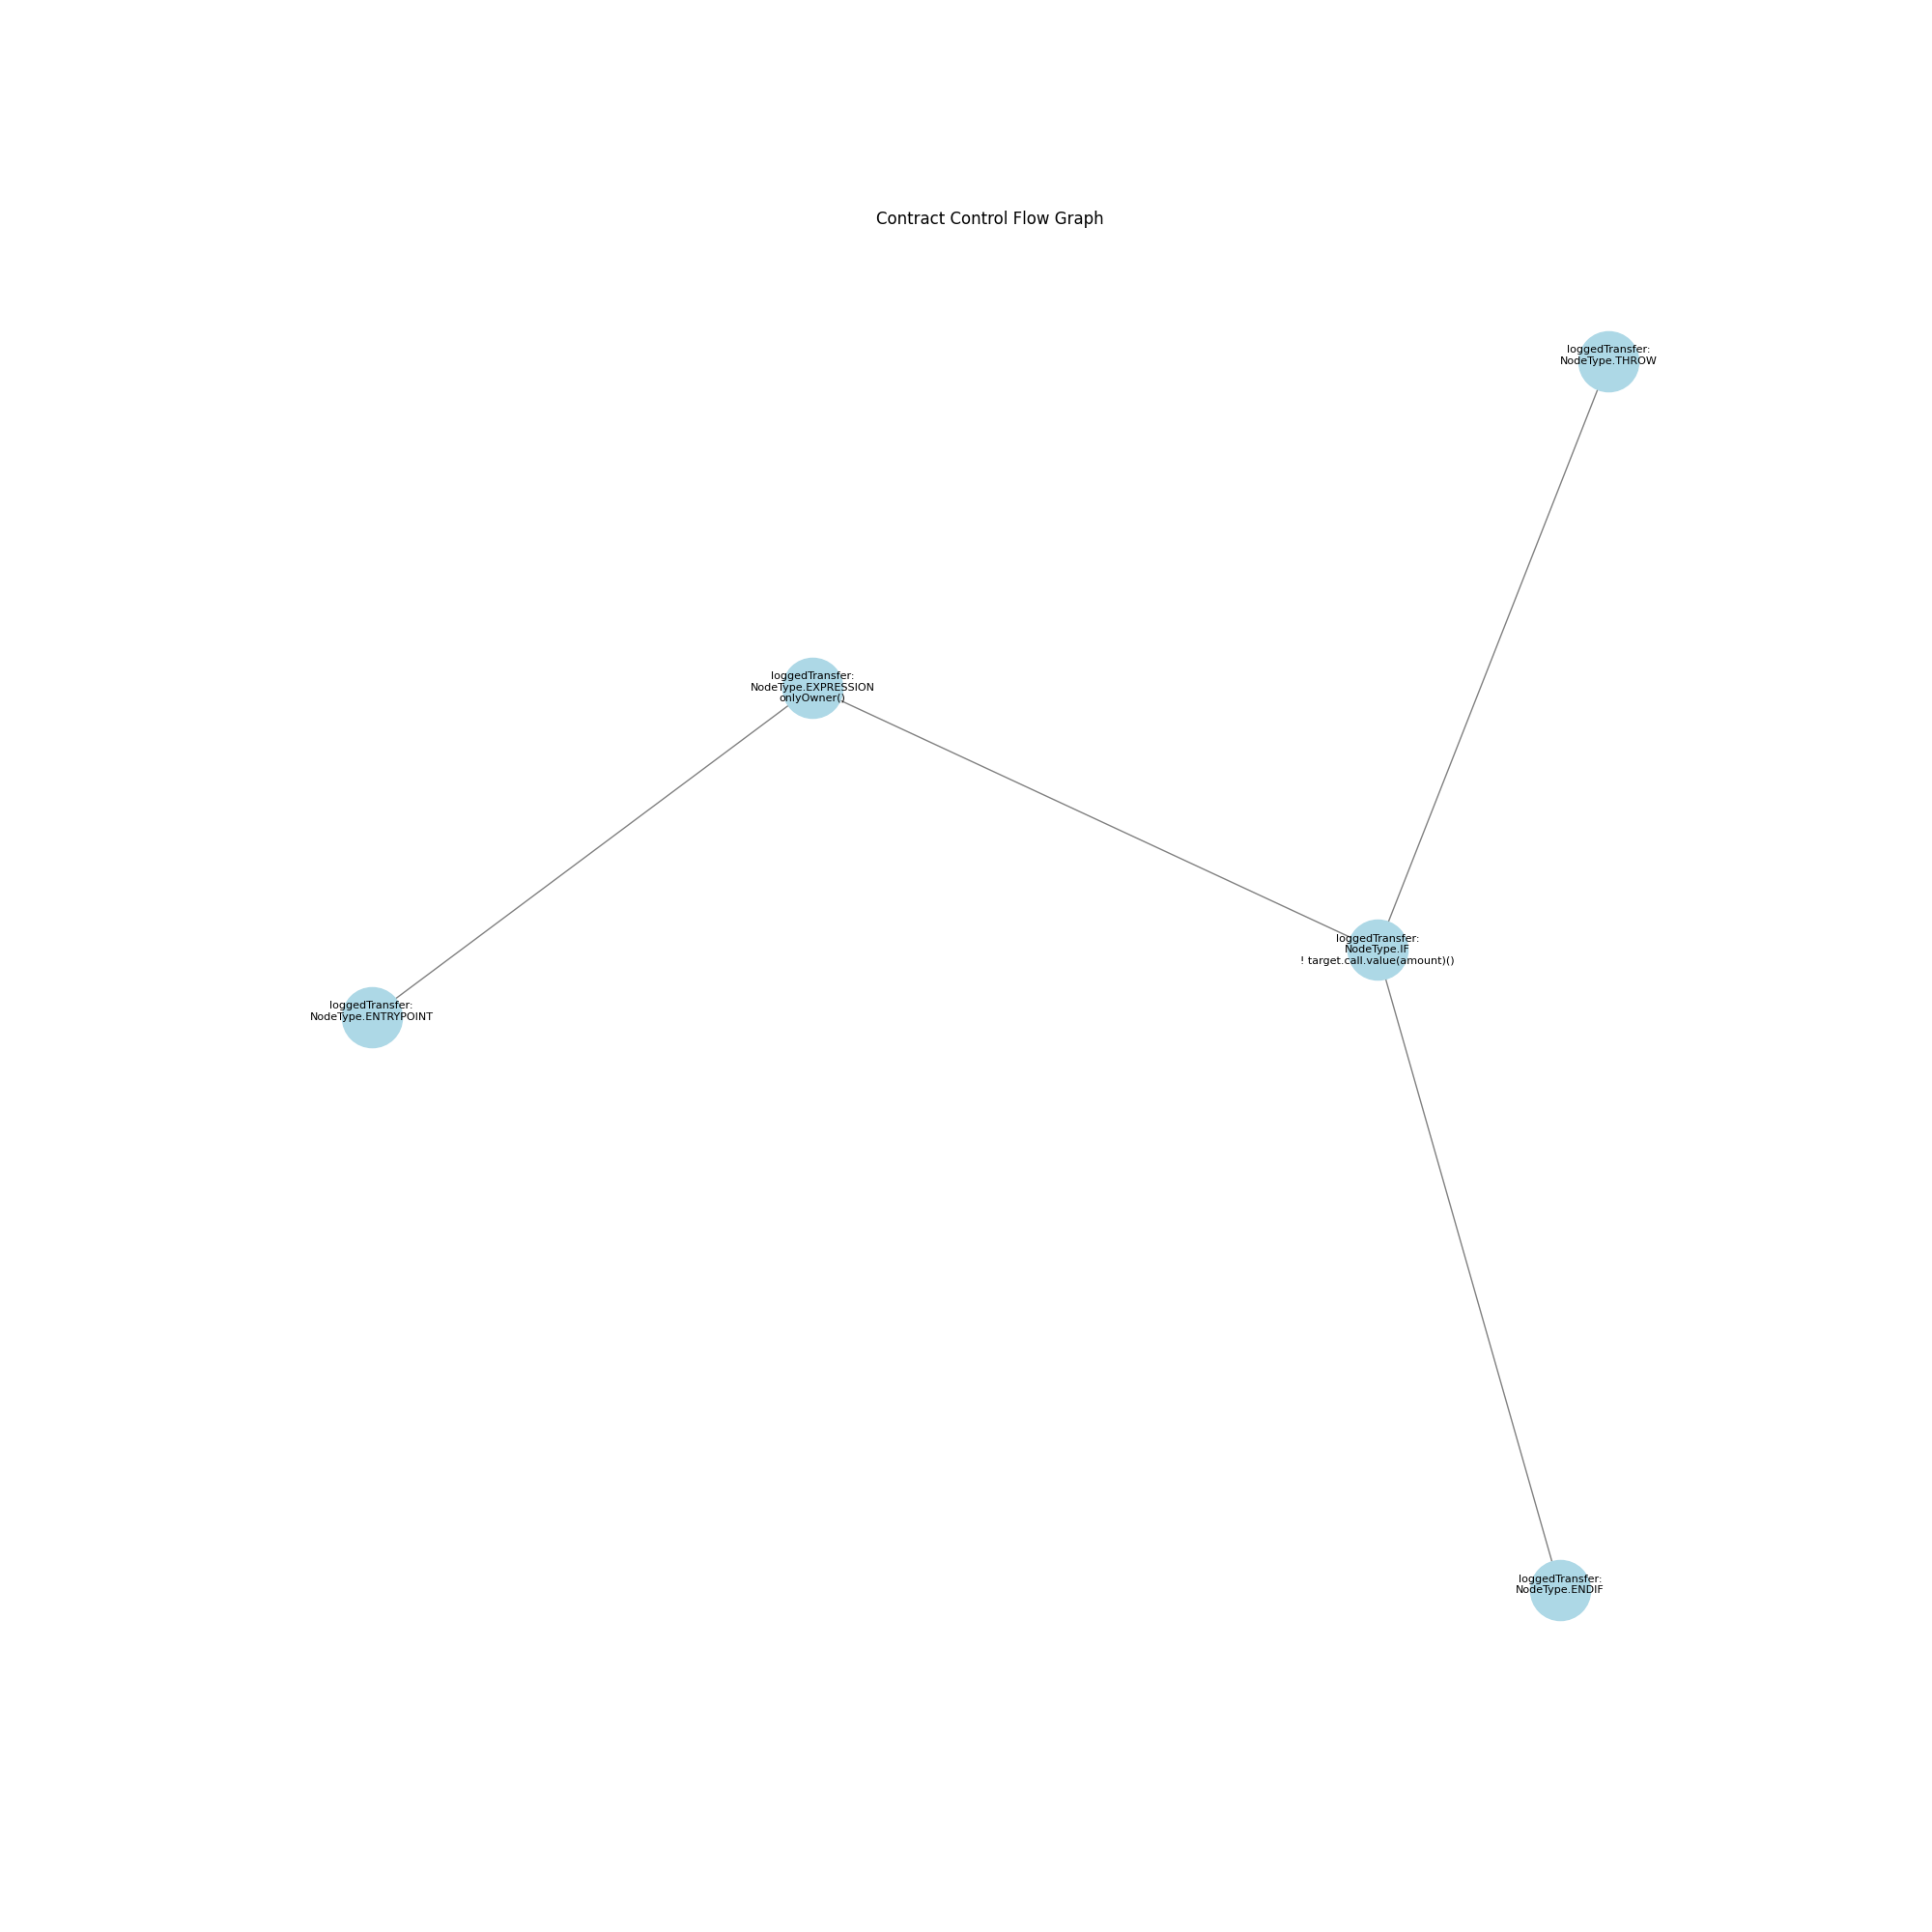 Contract Control Flow Graph
loggedTransfer:
NodeType.THROW
loggedTransfer:
NodeType.EXPRESSION
onlyOwner()
loggedTransfer:
NodeType.IF
! target.call.value(amount)()
loggedTransfer:
NodeType.ENTRYPOINT
loggedTransfer:
NodeType.ENDIF